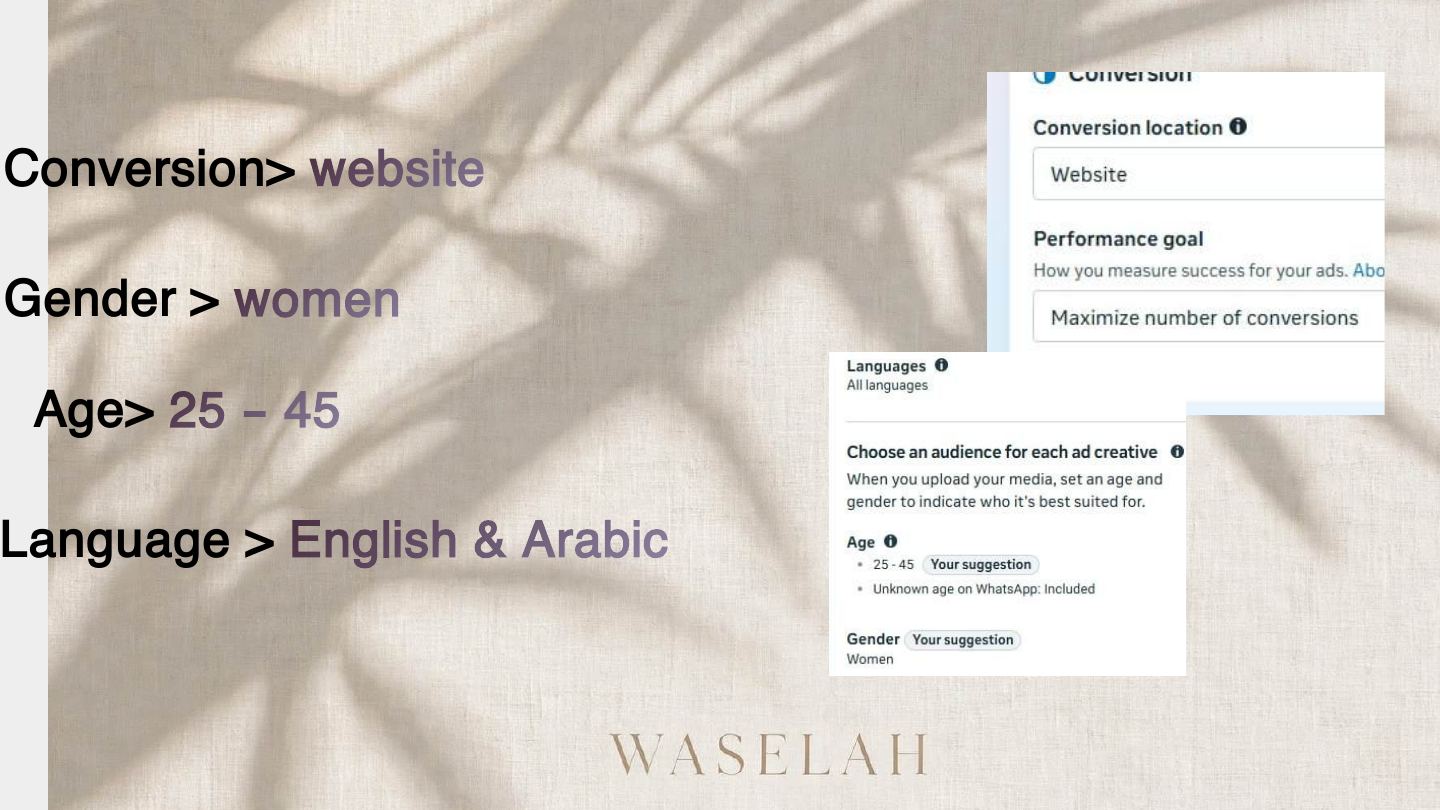 Conversion> website
Gender > women
Age> 25 – 45
Language > English & Arabic
Conversion
Conversion location
Website
Performance goal
How you measure success for your ads. Abo
Maximize number of conversions
Languages
All languages
Choose an audience for each ad creative
When you upload your media, set an age and
gender to indicate who it's best suited for.
Age
• 25 - 45 Your suggestion
• Unknown age on WhatsApp: Included
Gender Your suggestion
Women
WASELAH